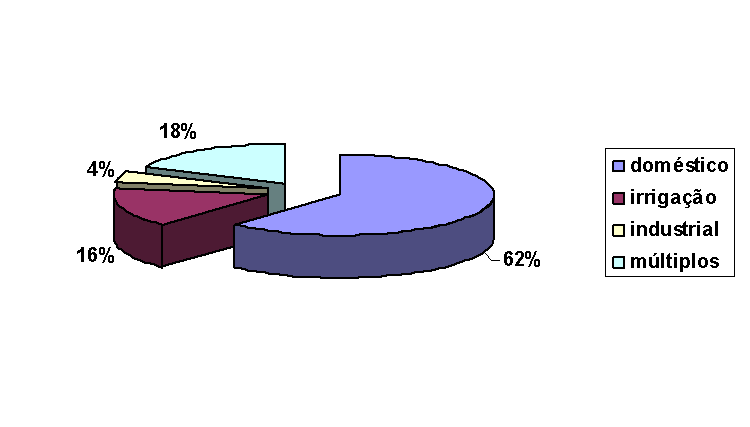 18%
4%
16%
62%
doméstico
irrigação
industrial
múltiplos